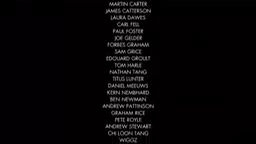 MARTIN CARTER
JAMES CATTERSON
LAURA DAWES
CARL FELL
PAUL FOSTER
JOE GELDER
FORBES GRAHAM
SAM GRICE
EDOUARD GROULT
TOM HARLE
NATHAN TANG
TITUS LUNTER
DANIEL MEEUWS
KERN NEMBHARD
BEN NEWMAN
ANDREW PATTINSON
GRAHAM RICE
PETE ROYLE
ANDREW STEWART
CHI LOON TANG
WIGGZ